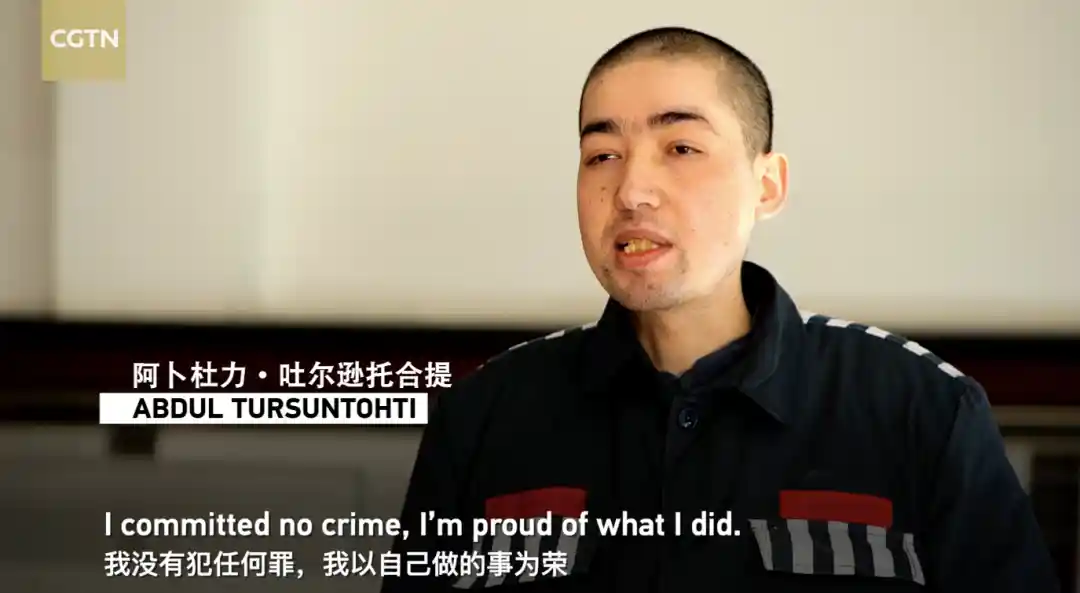 CGTN
阿卜杜力·吐尔逊托合提
ABDUL TURSUNTOHTI
I committed no crime, I'm proud of what I did.
我没有犯任何罪，我以自己做的事为荣